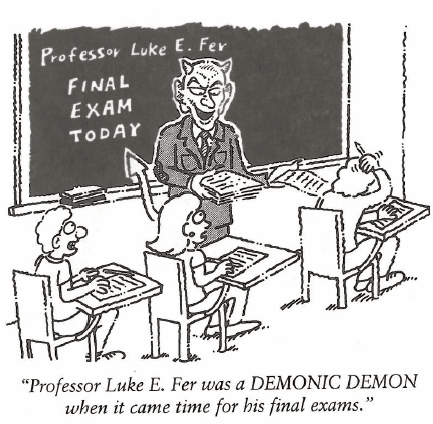 Professor Luke E. Fer
FINAL
EXAM
TODAY
"Professor Luke E. Fer was a DEMONIC DEMON
when it came time for his final exams."